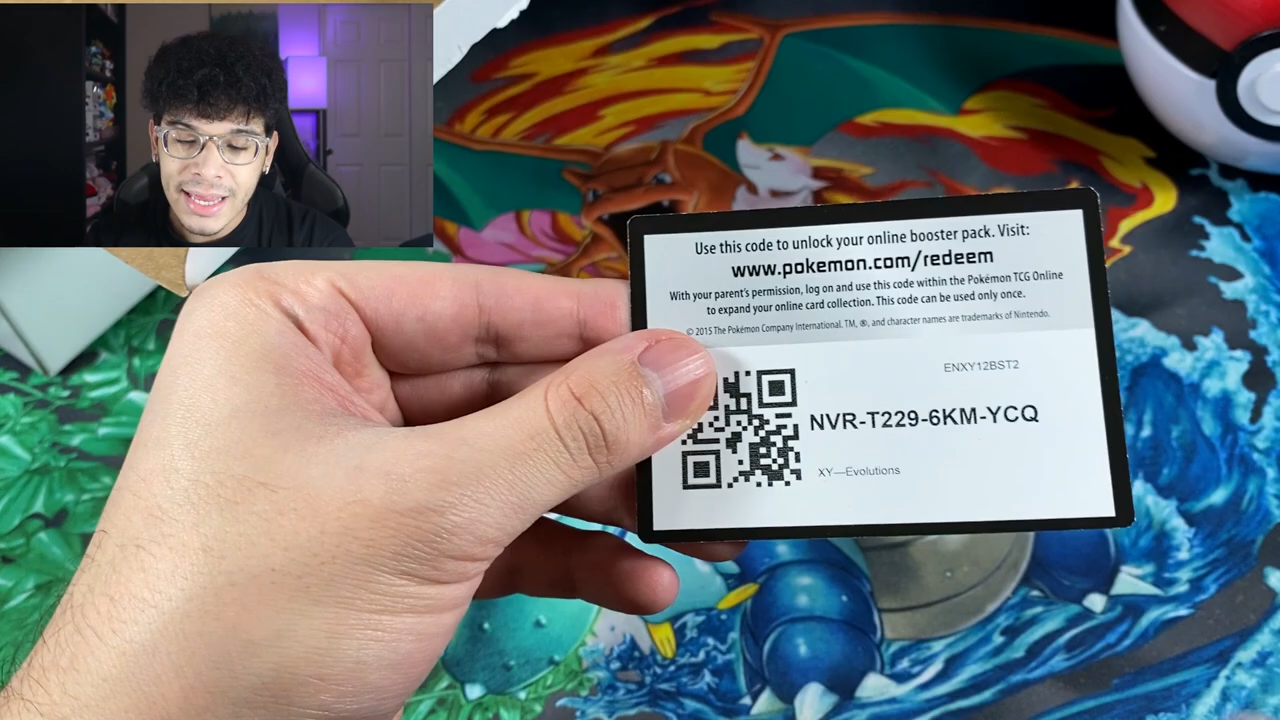 Use this code to unlock your online booster pack. Visit:
www.pokemon.com/redeem
With your parent's permission, log on and use this code within the Pokémon TCG Online
to expand your online card collection. This code can be used only once.
© 2015 The Pokémon Company International. TM, ®, and character names are trademarks of Nintendo.
ENXY12BST2
NVR-T229-6KM-YCQ
XY—Evolutions